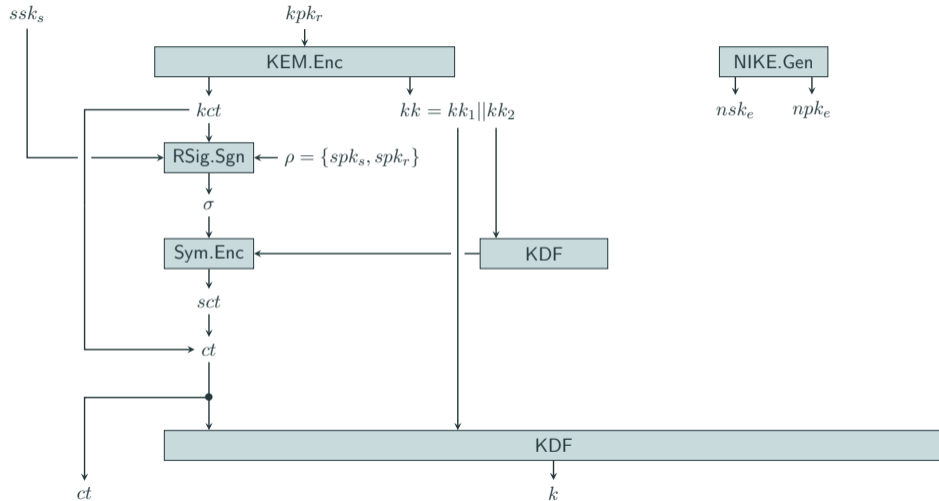 ssk_s kpk_r
KEM.Enc NIKE.Gen
kct kk = kk_1||kk_2 nsk_e npk_e
RSig.Sgn ρ = {spk_s, spk_r}
σ
Sym.Enc KDF
sct
ct
KDF
ct k